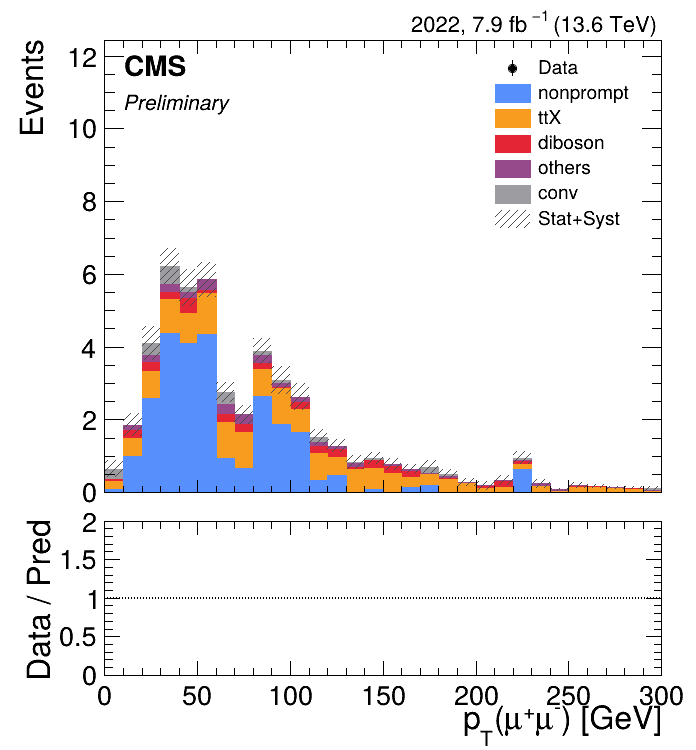 2022, 7.9 fb⁻¹ (13.6 TeV)
CMS
Preliminary
Events
12
10
8
6
4
2
0
Data
nonprompt
ttX
diboson
others
conv
Stat+Syst
Data / Pred
2
1.5
1
0.5
0
0 50 100 150 200 250 300
p_T(μ⁺μ⁻) [GeV]